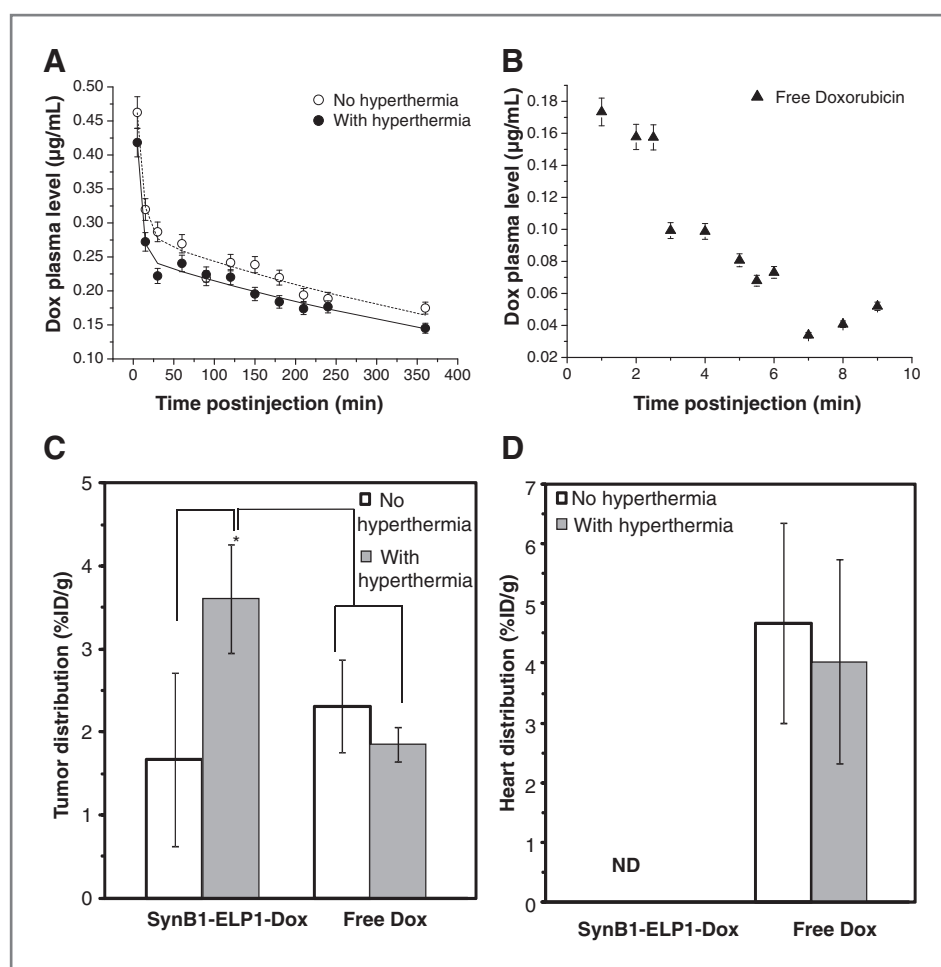 A
Dox plasma level (µg/mL)
0.50
0.45
0.40
0.35
0.30
0.25
0.20
0.15
0.10
No hyperthermia
With hyperthermia
0 50 100 150 200 250 300 350 400
Time postinjection (min)
B
Dox plasma level (µg/mL)
0.18
0.16
0.14
0.12
0.10
0.08
0.06
0.04
0.02
Free Doxorubicin
0 2 4 6 8 10
Time postinjection (min)
C
Tumor distribution (%ID/g)
5
4
3
2
1
0
No
hyperthermia
With
hyperthermia
*
SynB1-ELP1-Dox Free Dox
D
Heart distribution (%ID/g)
7
6
5
4
3
2
1
0
No hyperthermia
With hyperthermia
ND
SynB1-ELP1-Dox Free Dox